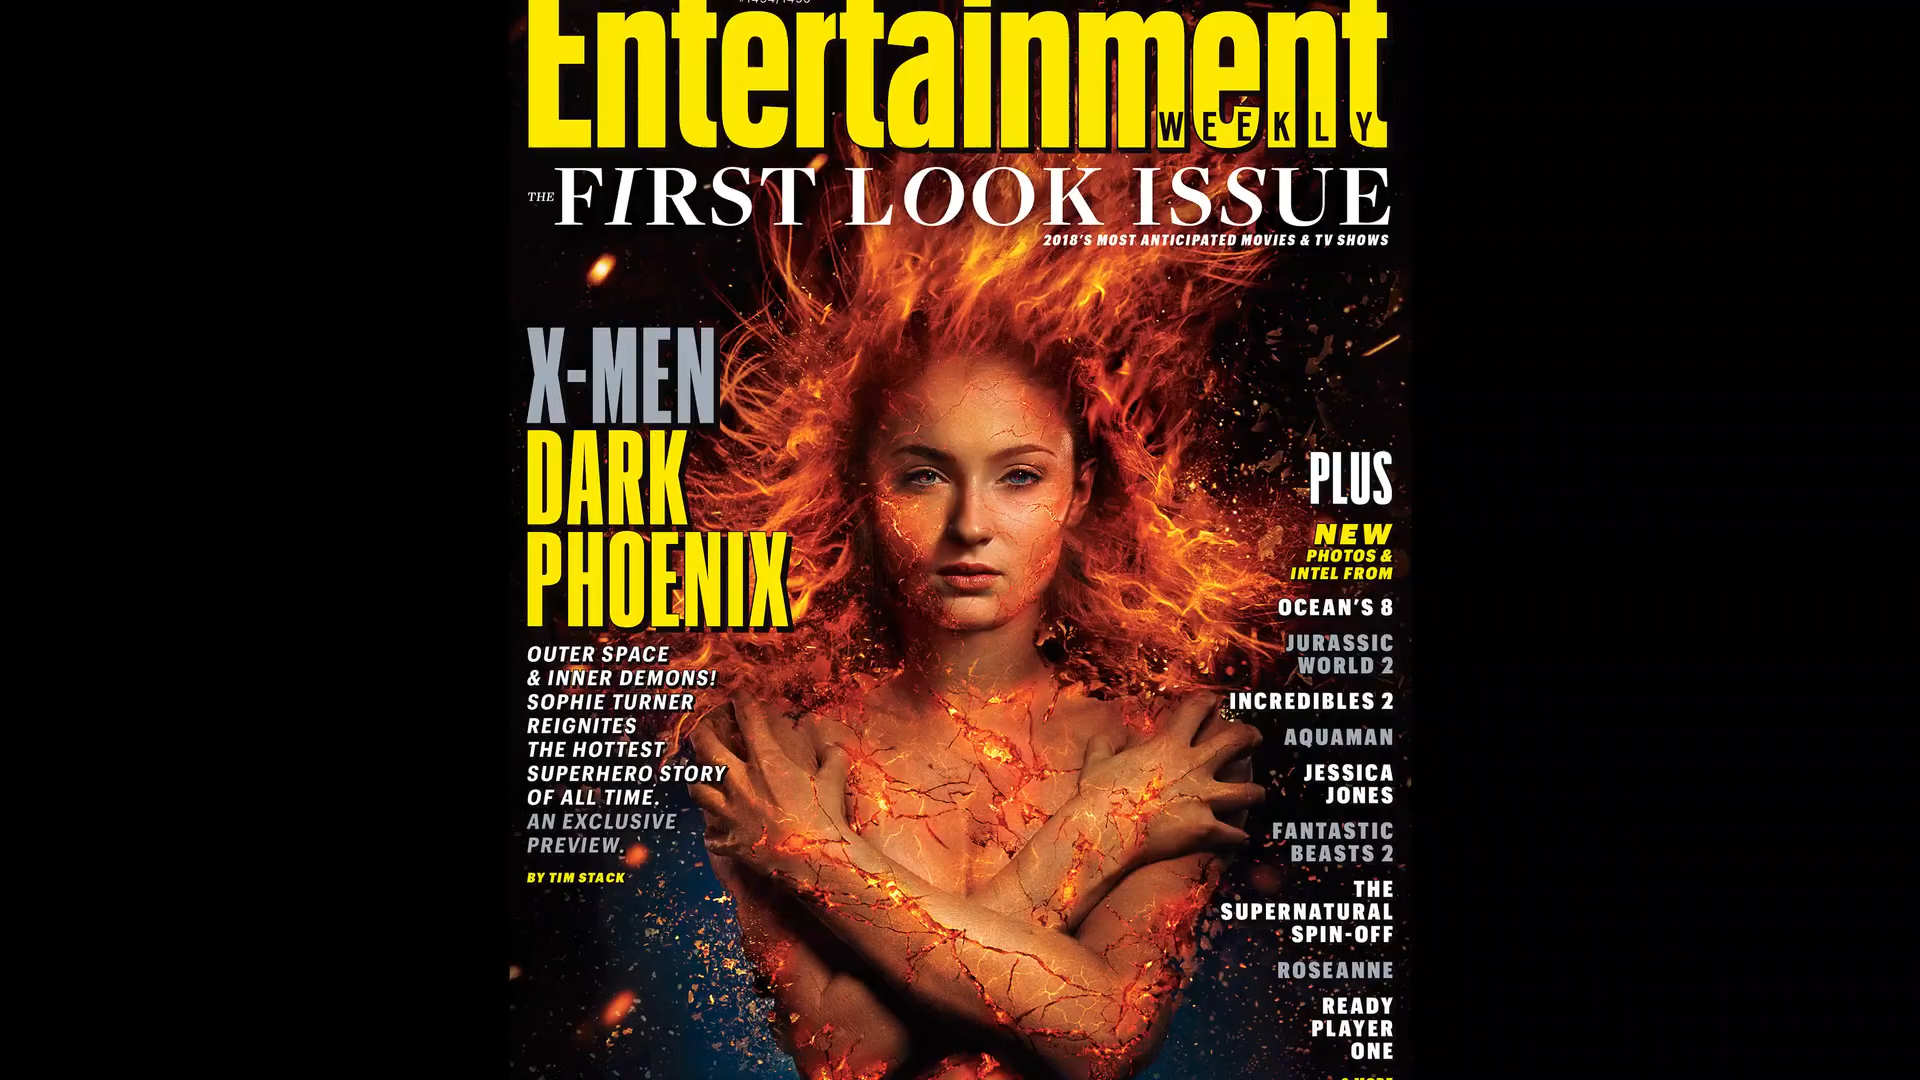 Entertainment
WEEKLY
THE FIRST LOOK ISSUE
2018'S MOST ANTICIPATED MOVIES & TV SHOWS
X-MEN
DARK
PHOENIX
OUTER SPACE
& INNER DEMONS!
SOPHIE TURNER
REIGNITES
THE HOTTEST
SUPERHERO STORY
OF ALL TIME.
AN EXCLUSIVE
PREVIEW.
BY TIM STACK
PLUS
NEW
PHOTOS &
INTEL FROM
OCEAN'S 8
JURASSIC
WORLD 2
INCREDIBLES 2
AQUAMAN
JESSICA
JONES
FANTASTIC
BEASTS 2
THE
SUPERNATURAL
SPIN-OFF
ROSEANNE
READY
PLAYER
ONE